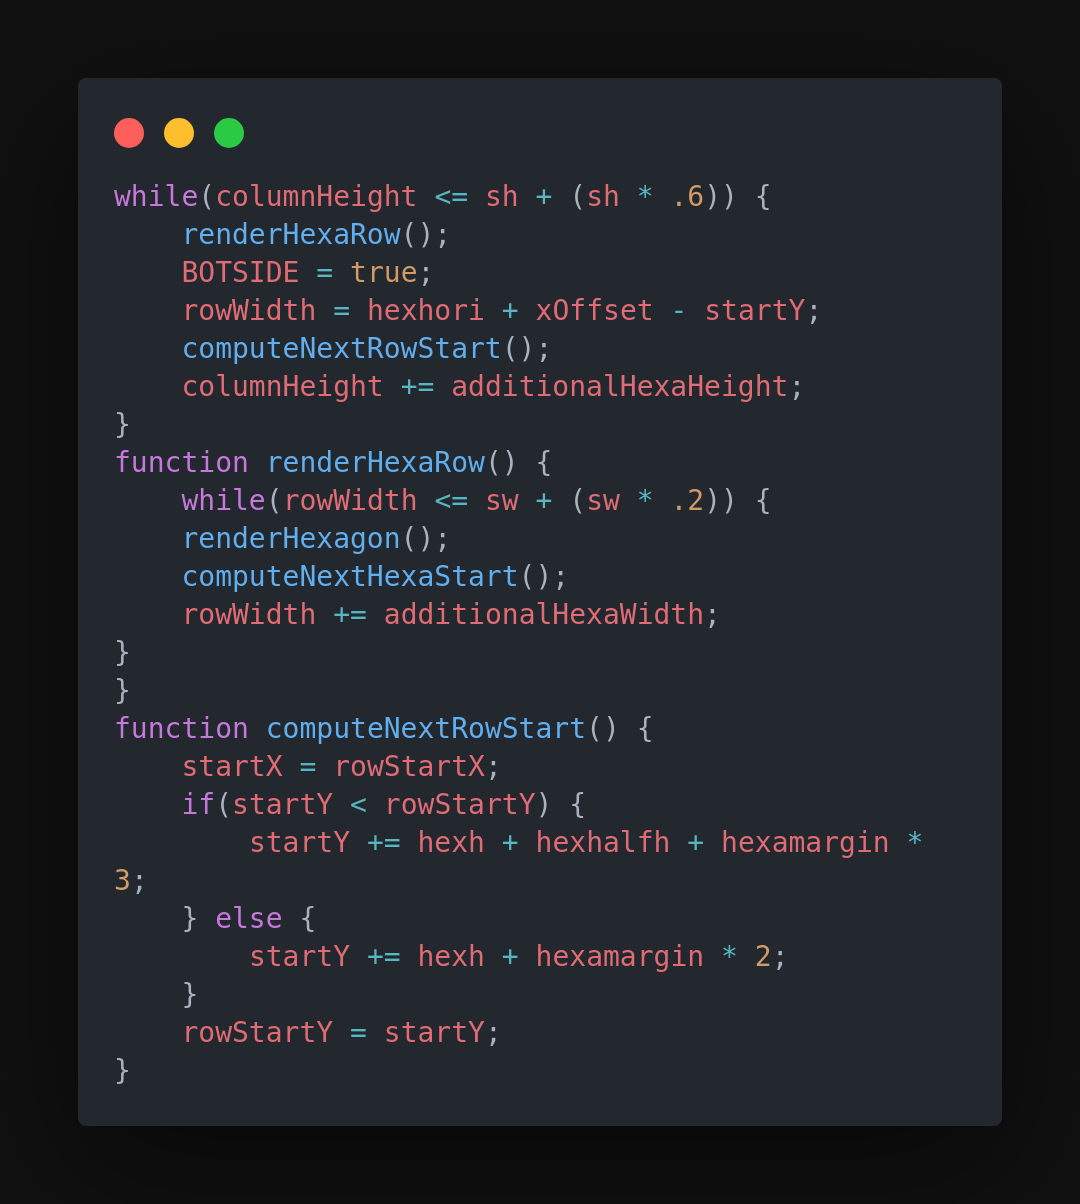 while(columnHeight <= sh + (sh * .6)) {
    renderHexaRow();
    BOTSIDE = true;
    rowWidth = hexhori + xOffset - startY;
    computeNextRowStart();
    columnHeight += additionalHexaHeight;
}
function renderHexaRow() {
    while(rowWidth <= sw + (sw * .2)) {
    renderHexagon();
    computeNextHexaStart();
    rowWidth += additionalHexaWidth;
}
}
function computeNextRowStart() {
    startX = rowStartX;
    if(startY < rowStartY) {
        startY += hexh + hexhalfh + hexamargin *
3;
    } else {
        startY += hexh + hexamargin * 2;
    }
    rowStartY = startY;
}